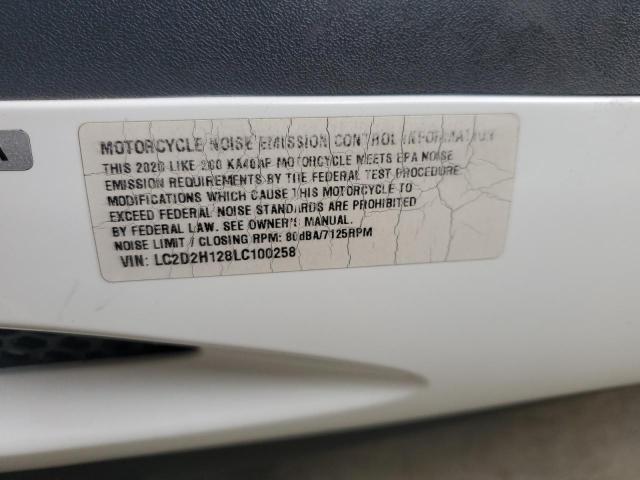 MOTORCYCLE NOISE EMISSION CONTROL INFORMATION
THIS 2020 LIKE 200 KA40AF MOTORCYCLE MEETS EPA NOISE
EMISSION REQUIREMENTS BY THE FEDERAL TEST PROCEDURE
MODIFICATIONS WHICH CAUSE THIS MOTORCYCLE TO
EXCEED FEDERAL NOISE STANDARDS ARE PROHIBITED
BY FEDERAL LAW. SEE OWNER'S MANUAL.
NOISE LIMIT / CLOSING RPM: 80dBA/7125RPM
VIN: LC2D2H128LC100258